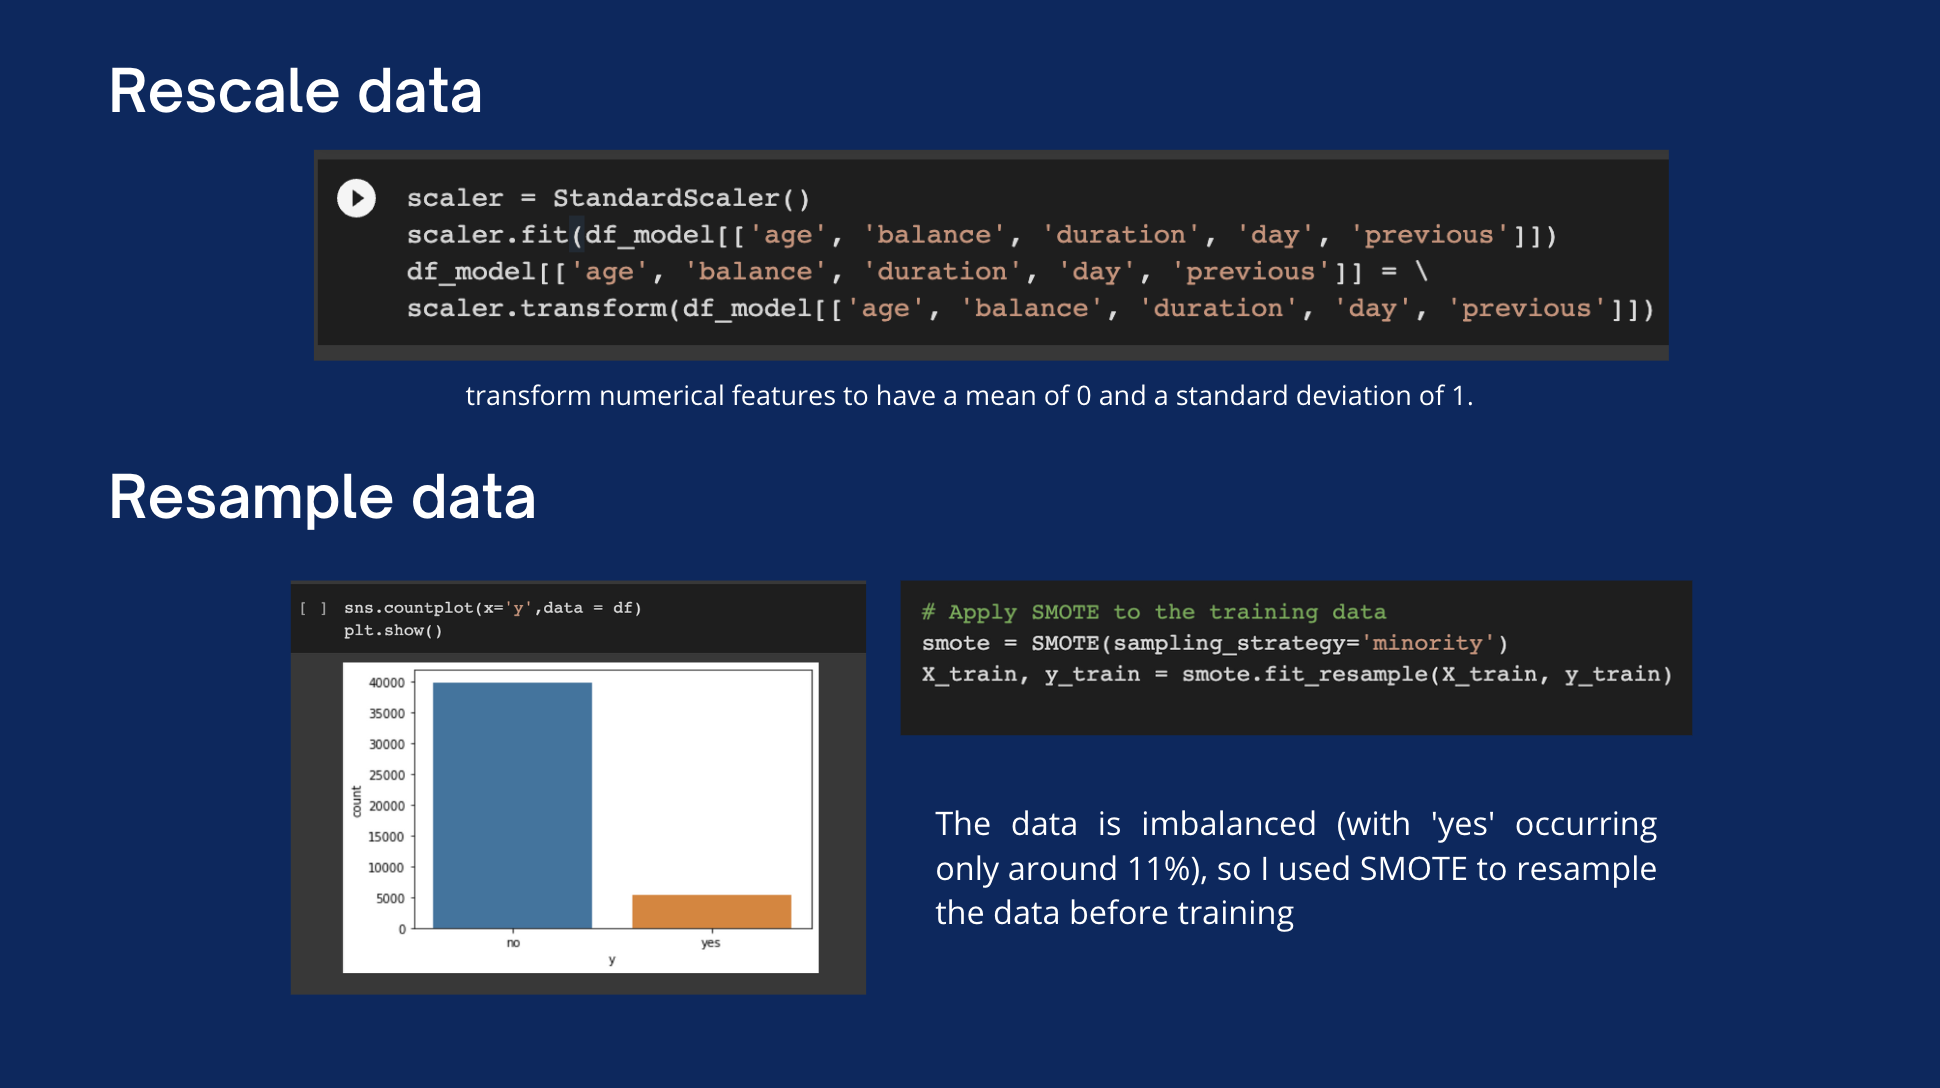 Rescale data
scaler = StandardScaler()
scaler.fit(df_model[['age', 'balance', 'duration', 'day', 'previous']])
df_model[['age', 'balance', 'duration', 'day', 'previous']] = \
scaler.transform(df_model[['age', 'balance', 'duration', 'day', 'previous']])
transform numerical features to have a mean of 0 and a standard deviation of 1.
Resample data
[ ] sns.countplot(x='y',data = df)
plt.show()
40000
35000
30000
25000
20000
15000
10000
5000
0
count
no yes
y
# Apply SMOTE to the training data
smote = SMOTE(sampling_strategy='minority')
X_train, y_train = smote.fit_resample(X_train, y_train)
The data is imbalanced (with 'yes' occurring
only around 11%), so I used SMOTE to resample
the data before training